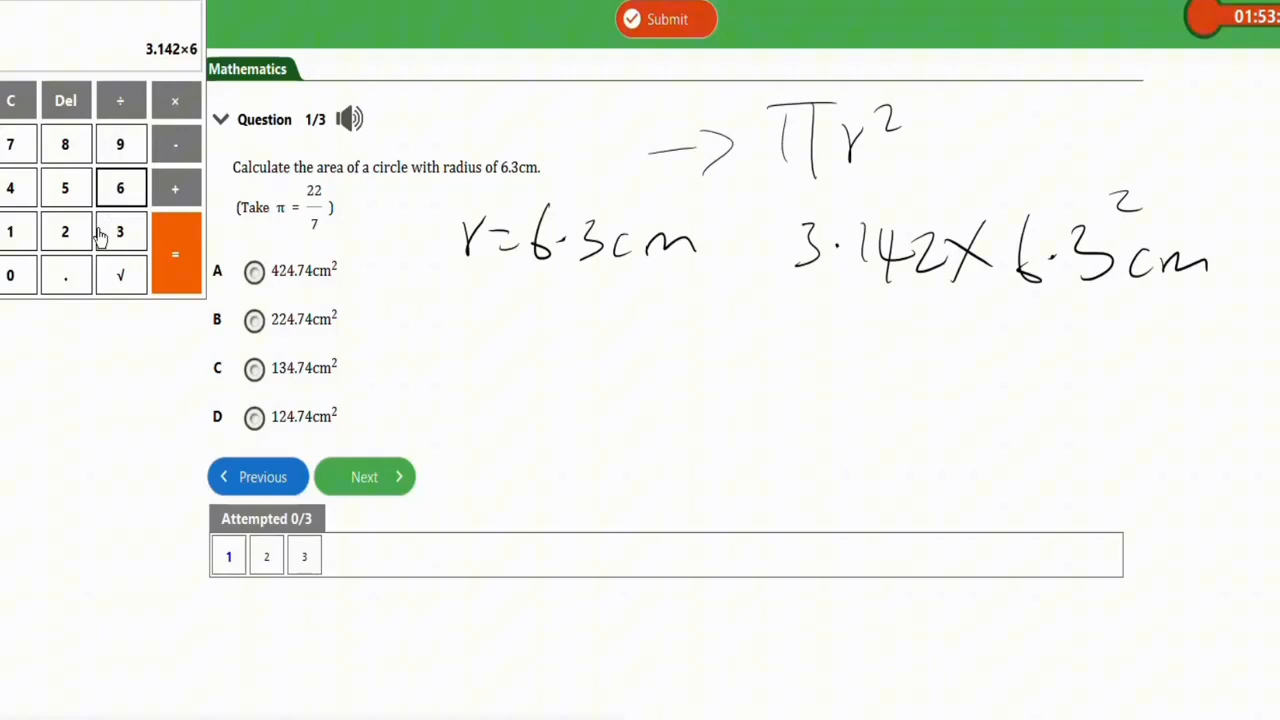 Submit
01:53:
3.142×6
C Del ÷ ×
7 8 9 -
4 5 6 +
1 2 3 =
0 . √
Mathematics
Question 1/3
Calculate the area of a circle with radius of 6.3cm.
(Take π = 22/7 )
A 424.74cm²
B 224.74cm²
C 134.74cm²
D 124.74cm²
→ πr²
r=6.3cm
3.142×6.3²cm
Previous Next
Attempted 0/3
1 2 3